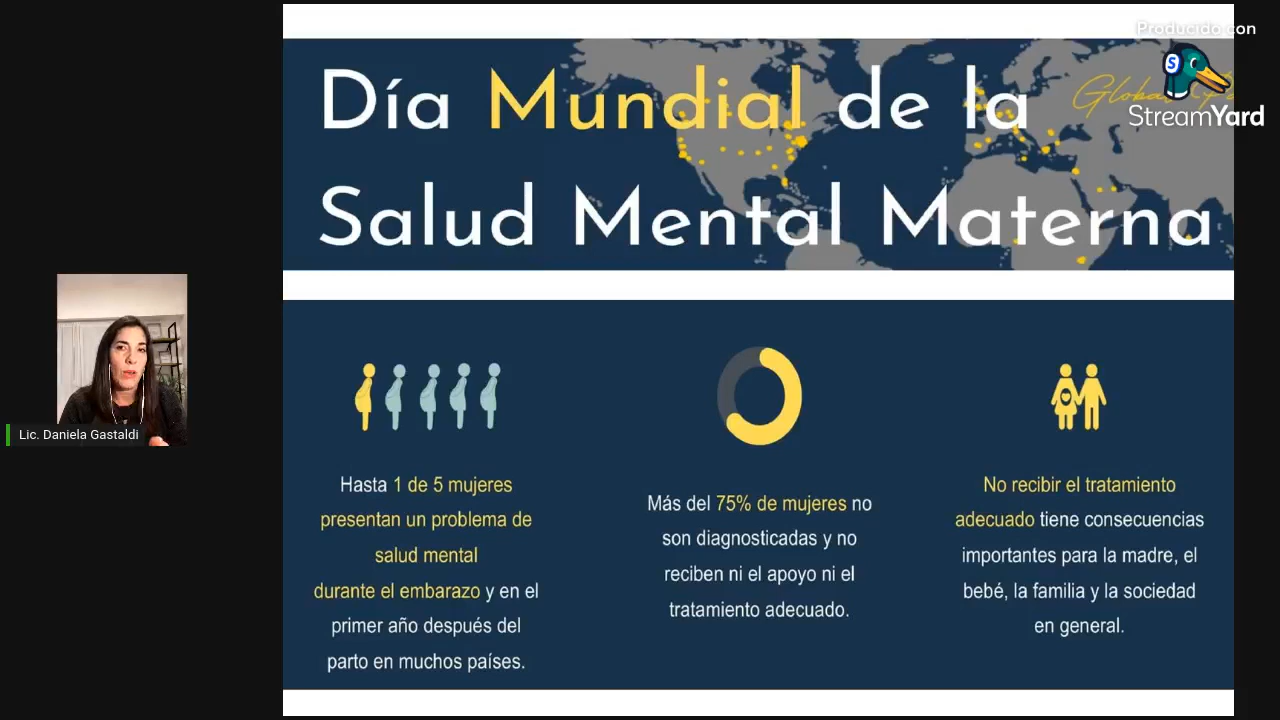 Producido con
StreamYard
Día Mundial de la
Salud Mental Materna
Hasta 1 de 5 mujeres
presentan un problema de
salud mental
durante el embarazo y en el
primer año después del
parto en muchos países.
Más del 75% de mujeres no
son diagnosticadas y no
reciben ni el apoyo ni el
tratamiento adecuado.
No recibir el tratamiento
adecuado tiene consecuencias
importantes para la madre, el
bebé, la familia y la sociedad
en general.
Lic. Daniela Gastaldi